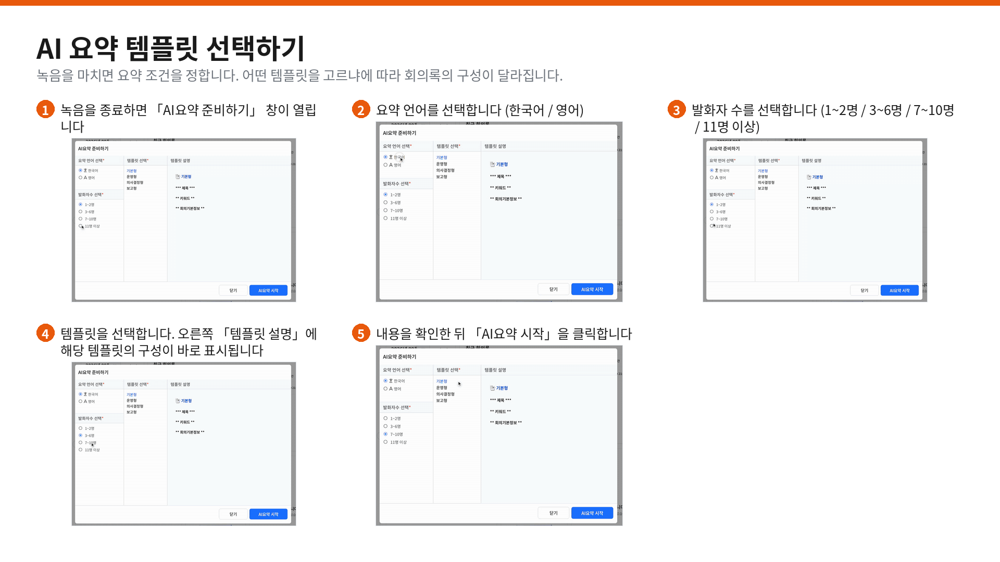 AI 요약 템플릿 선택하기
녹음을 마치면 요약 조건을 정합니다. 어떤 템플릿을 고르냐에 따라 회의록의 구성이 달라집니다.
1 녹음을 종료하면 「AI요약 준비하기」 창이 열립
니다
AI요약 준비하기
요약 언어 선택* 템플릿 선택* 템플릿 설명
한국어
A 영어
발화자수 선택*
1~2명
3~6명
7~10명
11명 이상
기본형
운영형
의사결정형
보고형
기본형
*** 제목 ***
** 키워드 **
** 회의기본정보 **
닫기 AI요약 시작
2 요약 언어를 선택합니다 (한국어 / 영어)
AI요약 준비하기
요약 언어 선택* 템플릿 선택* 템플릿 설명
한국어
A 영어
발화자수 선택*
1~2명
3~6명
7~10명
11명 이상
기본형
운영형
의사결정형
보고형
기본형
*** 제목 ***
** 키워드 **
** 회의기본정보 **
닫기 AI요약 시작
3 발화자 수를 선택합니다 (1~2명 / 3~6명 / 7~10명
/ 11명 이상)
AI요약 준비하기
요약 언어 선택* 템플릿 선택* 템플릿 설명
한국어
A 영어
발화자수 선택*
1~2명
3~6명
7~10명
11명 이상
기본형
운영형
의사결정형
보고형
기본형
*** 제목 ***
** 키워드 **
** 회의기본정보 **
닫기 AI요약 시작
4 템플릿을 선택합니다. 오른쪽 「템플릿 설명」에
해당 템플릿의 구성이 바로 표시됩니다
AI요약 준비하기
요약 언어 선택* 템플릿 선택* 템플릿 설명
한국어
A 영어
발화자수 선택*
1~2명
3~6명
7~10명
11명 이상
기본형
운영형
의사결정형
보고형
기본형
*** 제목 ***
** 키워드 **
** 회의기본정보 **
닫기 AI요약 시작
5 내용을 확인한 뒤 「AI요약 시작」을 클릭합니다
AI요약 준비하기
요약 언어 선택* 템플릿 선택* 템플릿 설명
한국어
A 영어
발화자수 선택*
1~2명
3~6명
7~10명
11명 이상
기본형
운영형
의사결정형
보고형
기본형
*** 제목 ***
** 키워드 **
** 회의기본정보 **
닫기 AI요약 시작